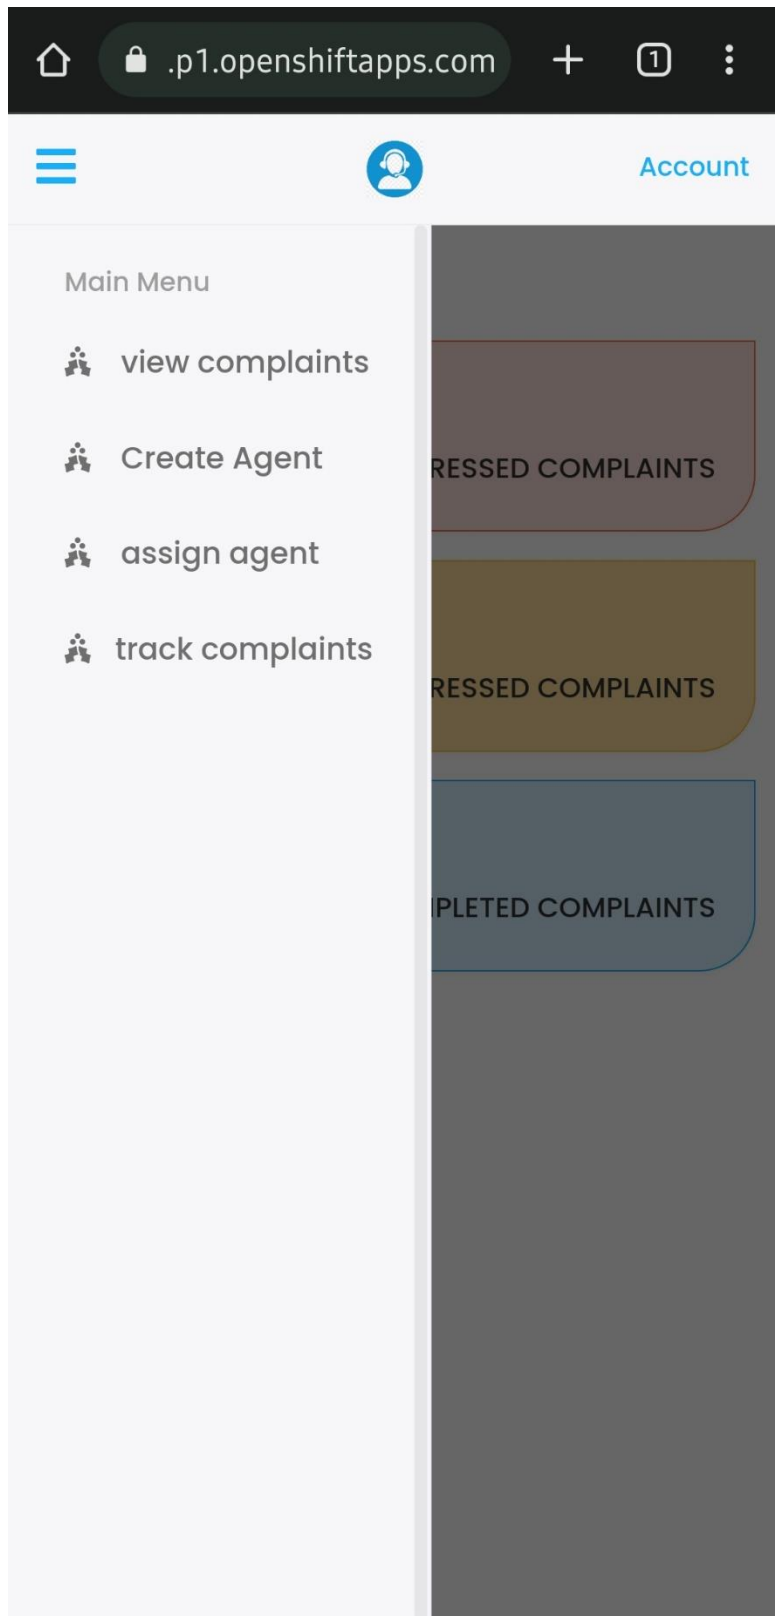 .p1.openshiftapps.com
1
Account
Main Menu
view complaints
Create Agent
RESSED COMPLAINTS
assign agent
track complaints
RESSED COMPLAINTS
PLETED COMPLAINTS